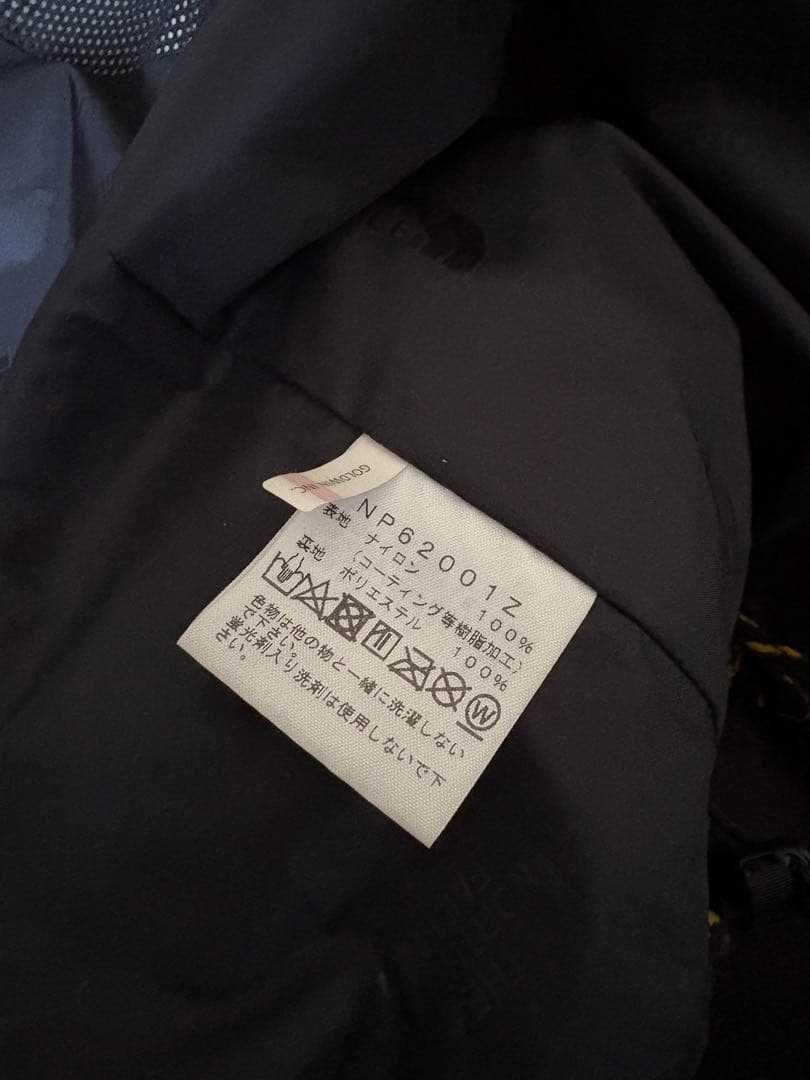 GOLDWIN INC.
NP62001Z
表地 ナイロン 100%
(コーティング等樹脂加工)
裏地 ポリエステル 100%
W
色物は他の物と一緒に洗濯しない
で下さい。
蛍光剤入り洗剤は使用しないで下
さい。